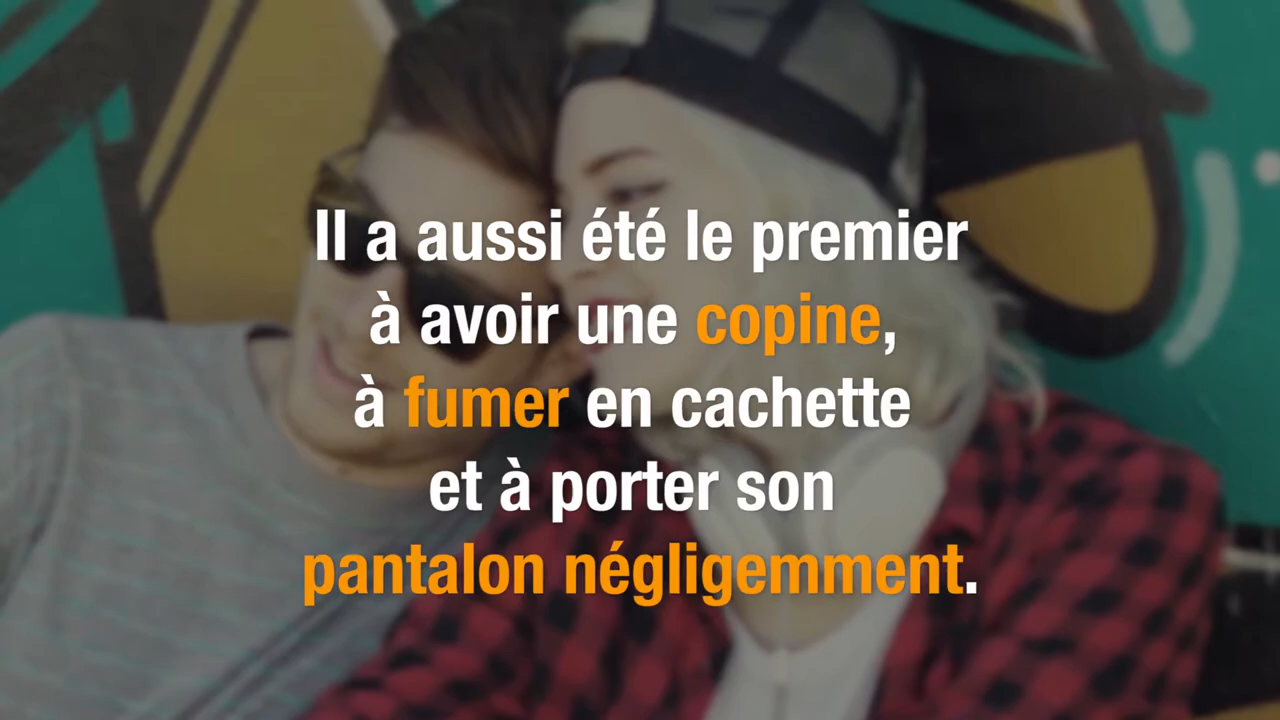 Il a aussi été le premier
à avoir une copine,
à fumer en cachette
et à porter son
pantalon négligemment.